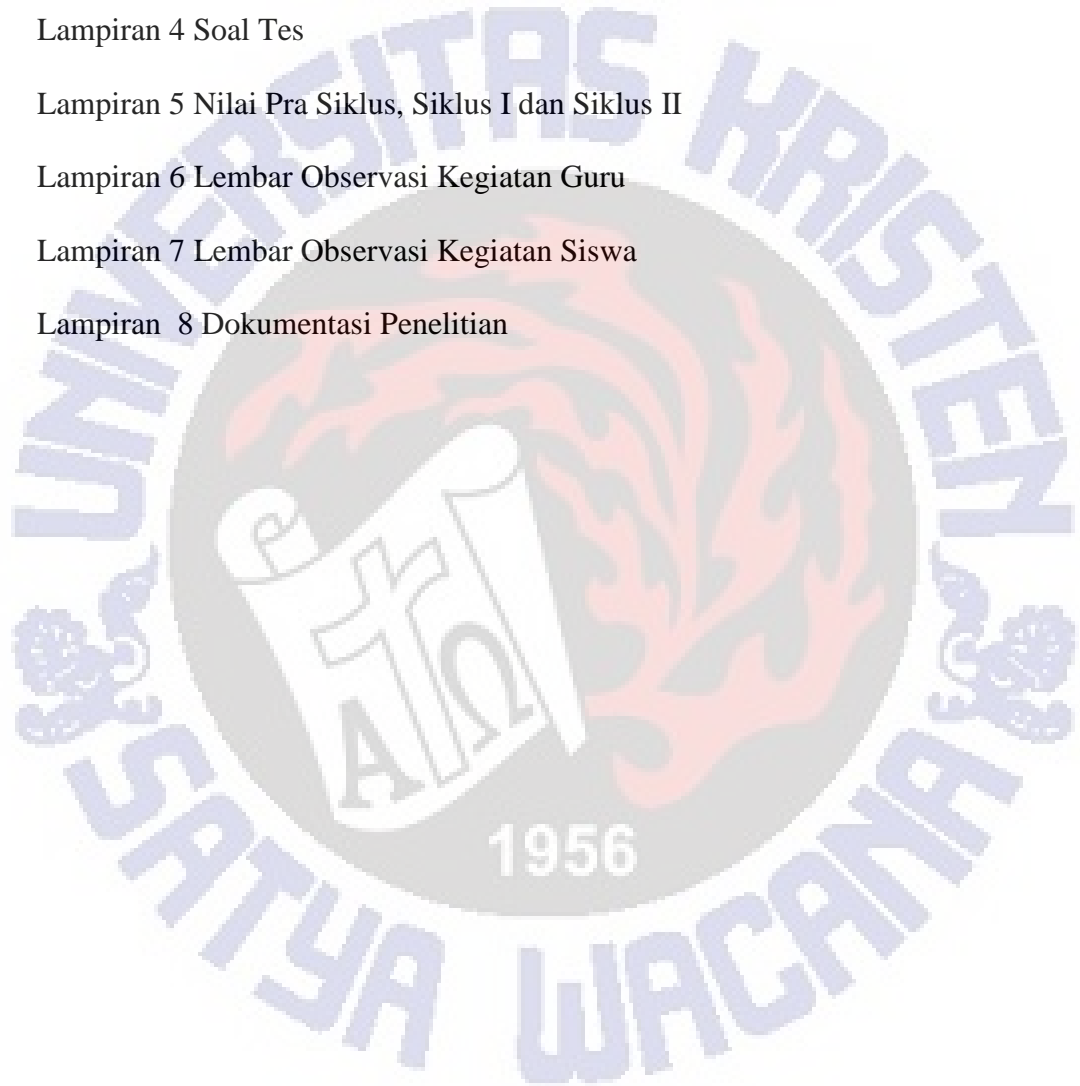 Lampiran 4 Soal Tes
Lampiran 5 Nilai Pra Siklus, Siklus I dan Siklus II
Lampiran 6 Lembar Observasi Kegiatan Guru
Lampiran 7 Lembar Observasi Kegiatan Siswa
Lampiran  8 Dokumentasi Penelitian
UNIVERSITAS KRISTEN
Α Ω
1956
SATYA WACANA